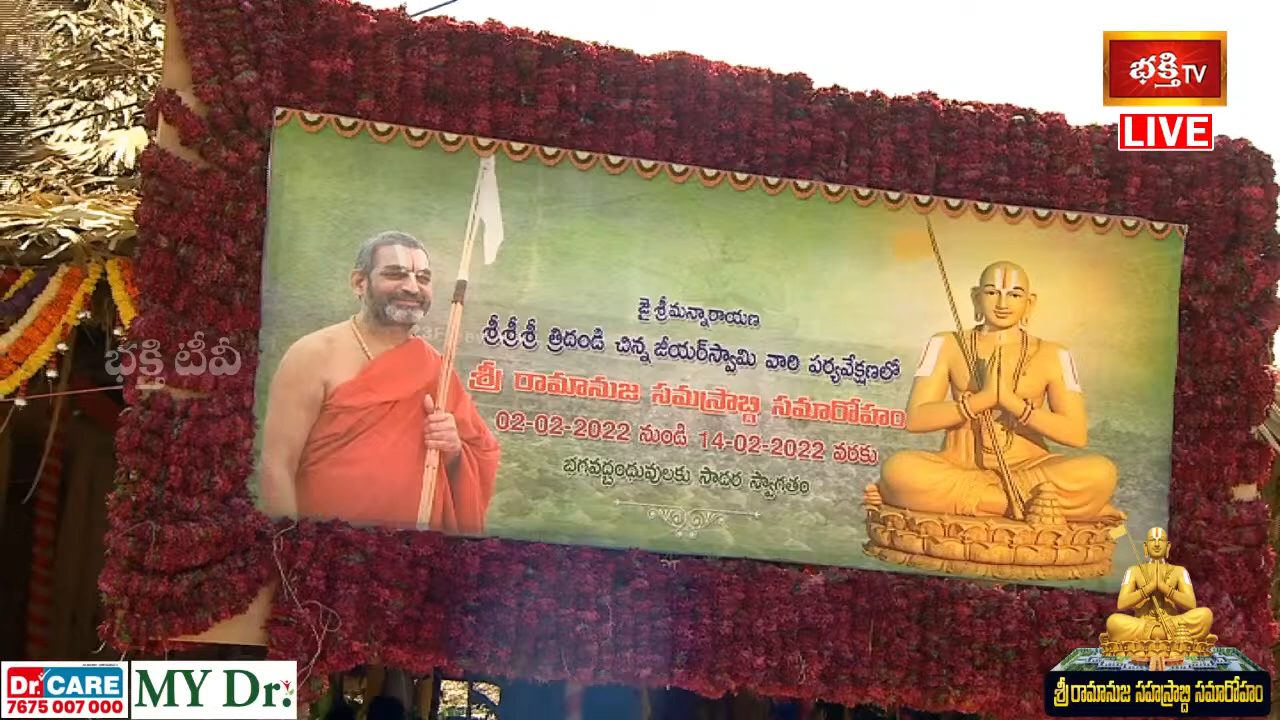 భక్తి TV
LIVE
జై శ్రీమన్నారాయణ
శ్రీ శ్రీ శ్రీ త్రిదండి చిన్న జీయర్‌స్వామి వారి పర్యవేక్షణలో
శ్రీ రామానుజ సమస్రాబ్ది సమారోహం
02-02-2022 నుండి 14-02-2022 వరకు
భగవద్బంధువులకు సాదర స్వాగతం
భక్తి టీవీ
Dr. CARE
7675 007 000
MY Dr.
శ్రీ రామానుజ సహస్రాబ్ది సమారోహం